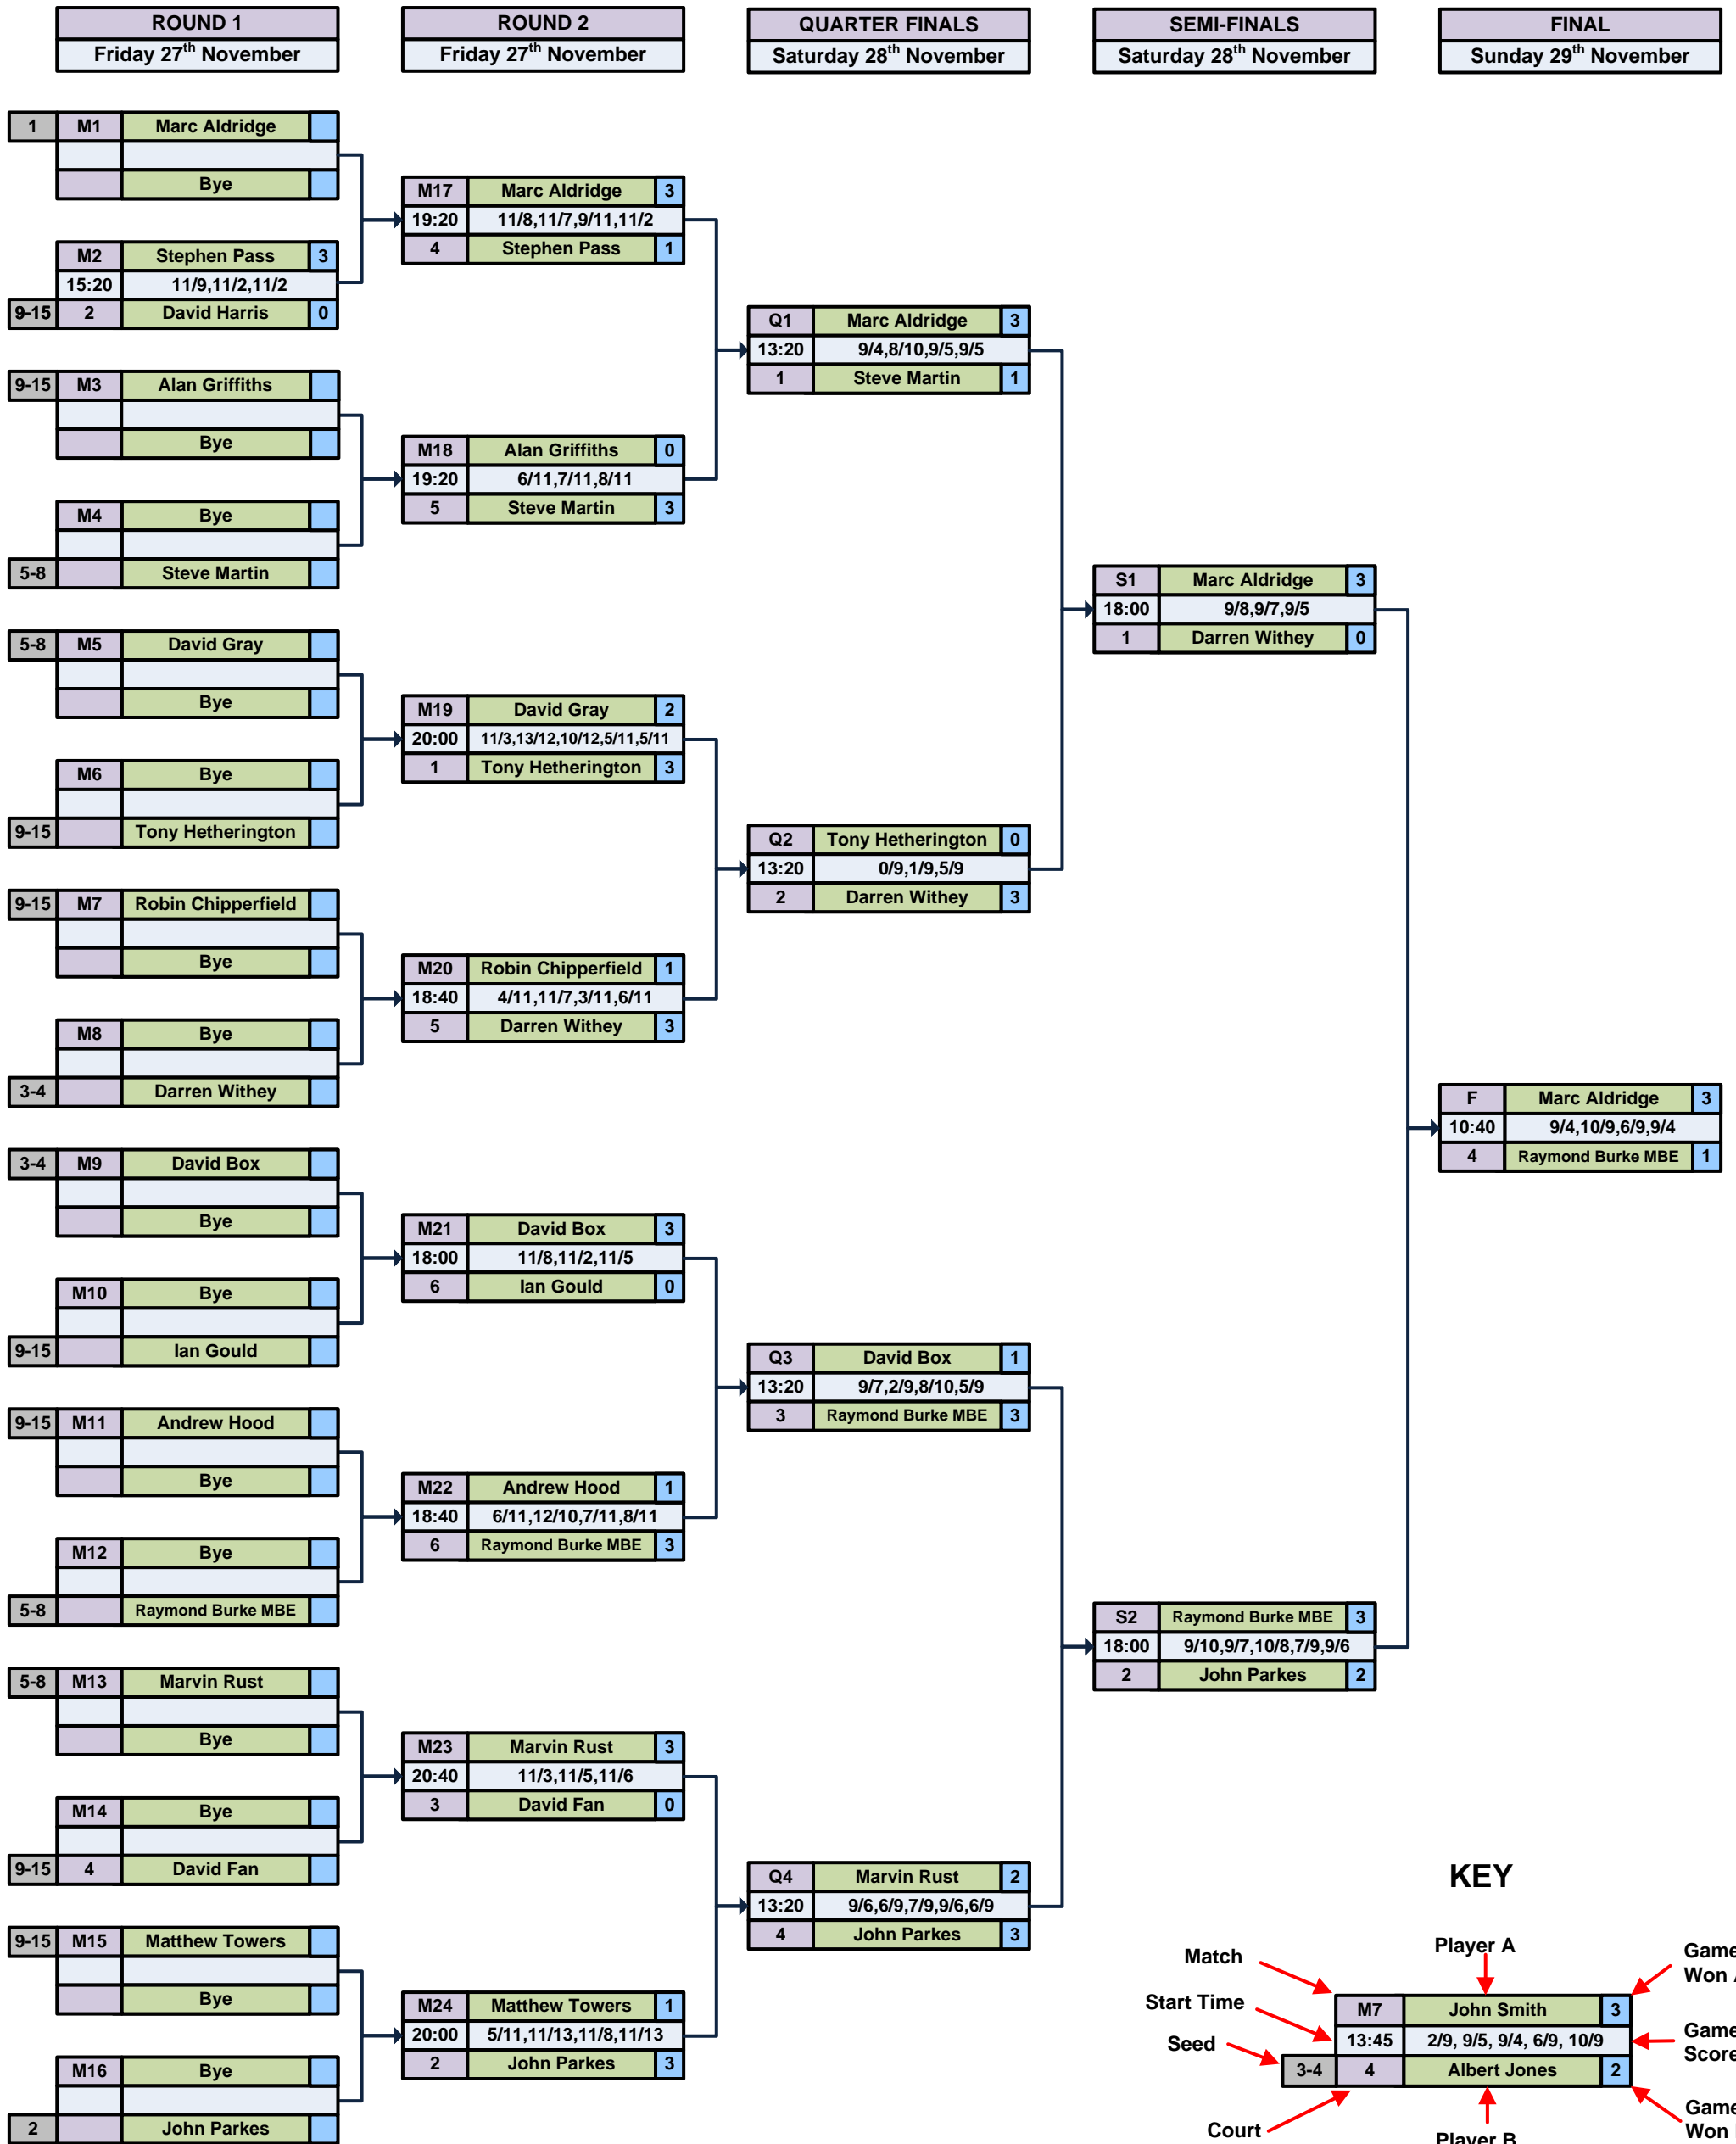 ROUND 1
Friday 27th November
ROUND 2
Friday 27th November
QUARTER FINALS
Saturday 28th November
SEMI-FINALS
Saturday 28th November
FINAL
Sunday 29th November
1 M1 Marc Aldridge
Bye
M2 Stephen Pass 3
15:20 11/9,11/2,11/2
9-15 2 David Harris 0
9-15 M3 Alan Griffiths
Bye
M4 Bye
5-8 Steve Martin
5-8 M5 David Gray
Bye
M6 Bye
9-15 Tony Hetherington
9-15 M7 Robin Chipperfield
Bye
M8 Bye
3-4 Darren Withey
3-4 M9 David Box
Bye
M10 Bye
9-15 Ian Gould
9-15 M11 Andrew Hood
Bye
M12 Bye
5-8 Raymond Burke MBE
5-8 M13 Marvin Rust
Bye
M14 Bye
9-15 4 David Fan
9-15 M15 Matthew Towers
Bye
M16 Bye
2 John Parkes
M17 Marc Aldridge 3
19:20 11/8,11/7,9/11,11/2
4 Stephen Pass 1
M18 Alan Griffiths 0
19:20 6/11,7/11,8/11
5 Steve Martin 3
M19 David Gray 2
20:00 11/3,13/12,10/12,5/11,5/11
1 Tony Hetherington 3
M20 Robin Chipperfield 1
18:40 4/11,11/7,3/11,6/11
5 Darren Withey 3
M21 David Box 3
18:00 11/8,11/2,11/5
6 Ian Gould 0
M22 Andrew Hood 1
18:40 6/11,12/10,7/11,8/11
6 Raymond Burke MBE 3
M23 Marvin Rust 3
20:40 11/3,11/5,11/6
3 David Fan 0
M24 Matthew Towers 1
20:00 5/11,11/13,11/8,11/13
2 John Parkes 3
Q1 Marc Aldridge 3
13:20 9/4,8/10,9/5,9/5
1 Steve Martin 1
Q2 Tony Hetherington 0
13:20 0/9,1/9,5/9
2 Darren Withey 3
Q3 David Box 1
13:20 9/7,2/9,8/10,5/9
3 Raymond Burke MBE 3
Q4 Marvin Rust 2
13:20 9/6,6/9,7/9,9/6,6/9
4 John Parkes 3
S1 Marc Aldridge 3
18:00 9/8,9/7,9/5
1 Darren Withey 0
S2 Raymond Burke MBE 3
18:00 9/10,9/7,10/8,7/9,9/6
2 John Parkes 2
F Marc Aldridge 3
10:40 9/4,10/9,6/9,9/4
4 Raymond Burke MBE 1
KEY
Match
Player A
Game
Won
Start Time
M7 John Smith 3
13:45 2/9, 9/5, 9/4, 6/9, 10/9
Game
Score
Seed
3-4 4 Albert Jones 2
Court
Player B
Game
Won